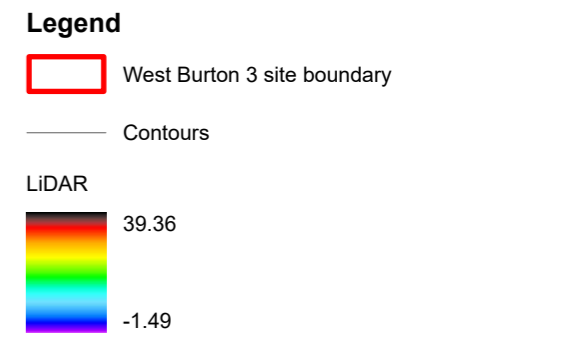 Legend
West Burton 3 site boundary
Contours
LiDAR
39.36
-1.49